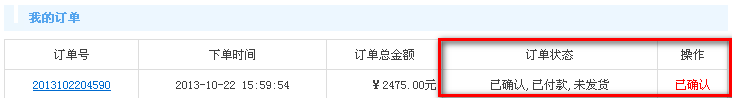 我的订单
订单号 下单时间 订单总金额 订单状态 操作
2013102204590 2013-10-22 15:59:54 ¥2475.00元 已确认,已付款,未发货 已确认